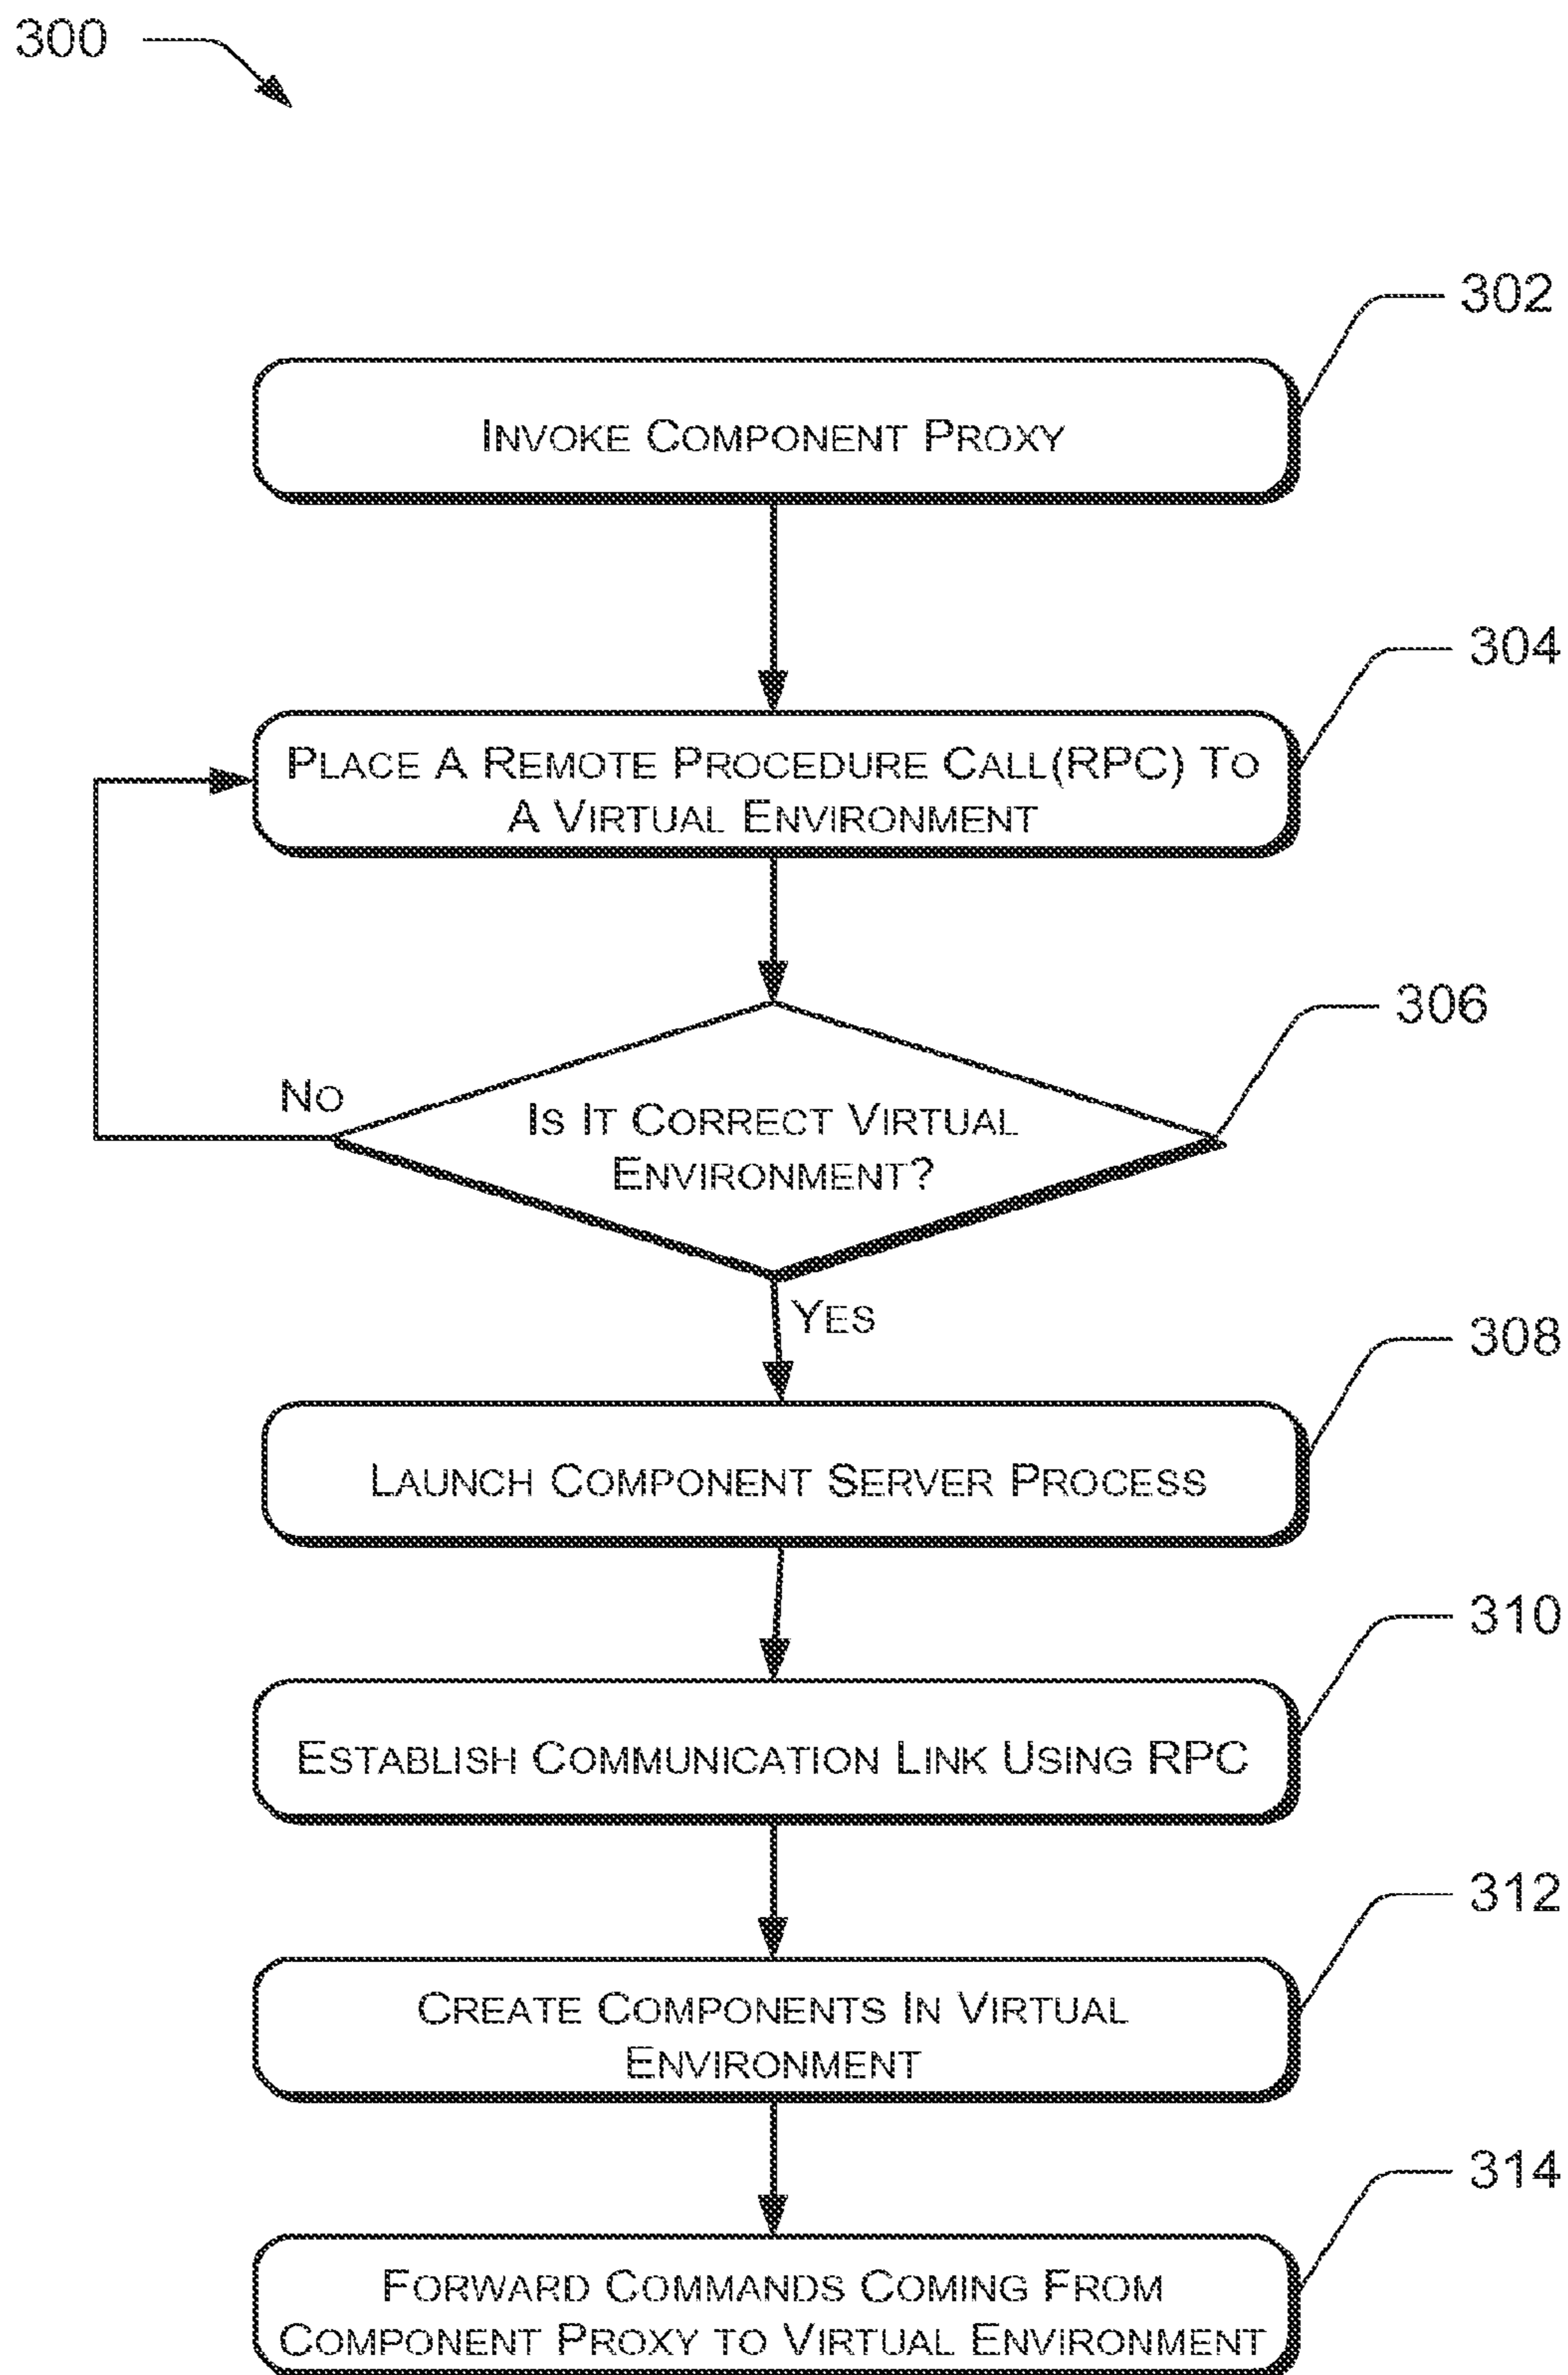 300
302
INVOKE COMPONENT PROXY
304
PLACE A REMOTE PROCEDURE CALL(RPC) TO
A VIRTUAL ENVIRONMENT
306
NO
IS IT CORRECT VIRTUAL
ENVIRONMENT?
YES
308
LAUNCH COMPONENT SERVER PROCESS
310
ESTABLISH COMMUNICATION LINK USING RPC
312
CREATE COMPONENTS IN VIRTUAL
ENVIRONMENT
314
FORWARD COMMANDS COMING FROM
COMPONENT PROXY TO VIRTUAL ENVIRONMENT